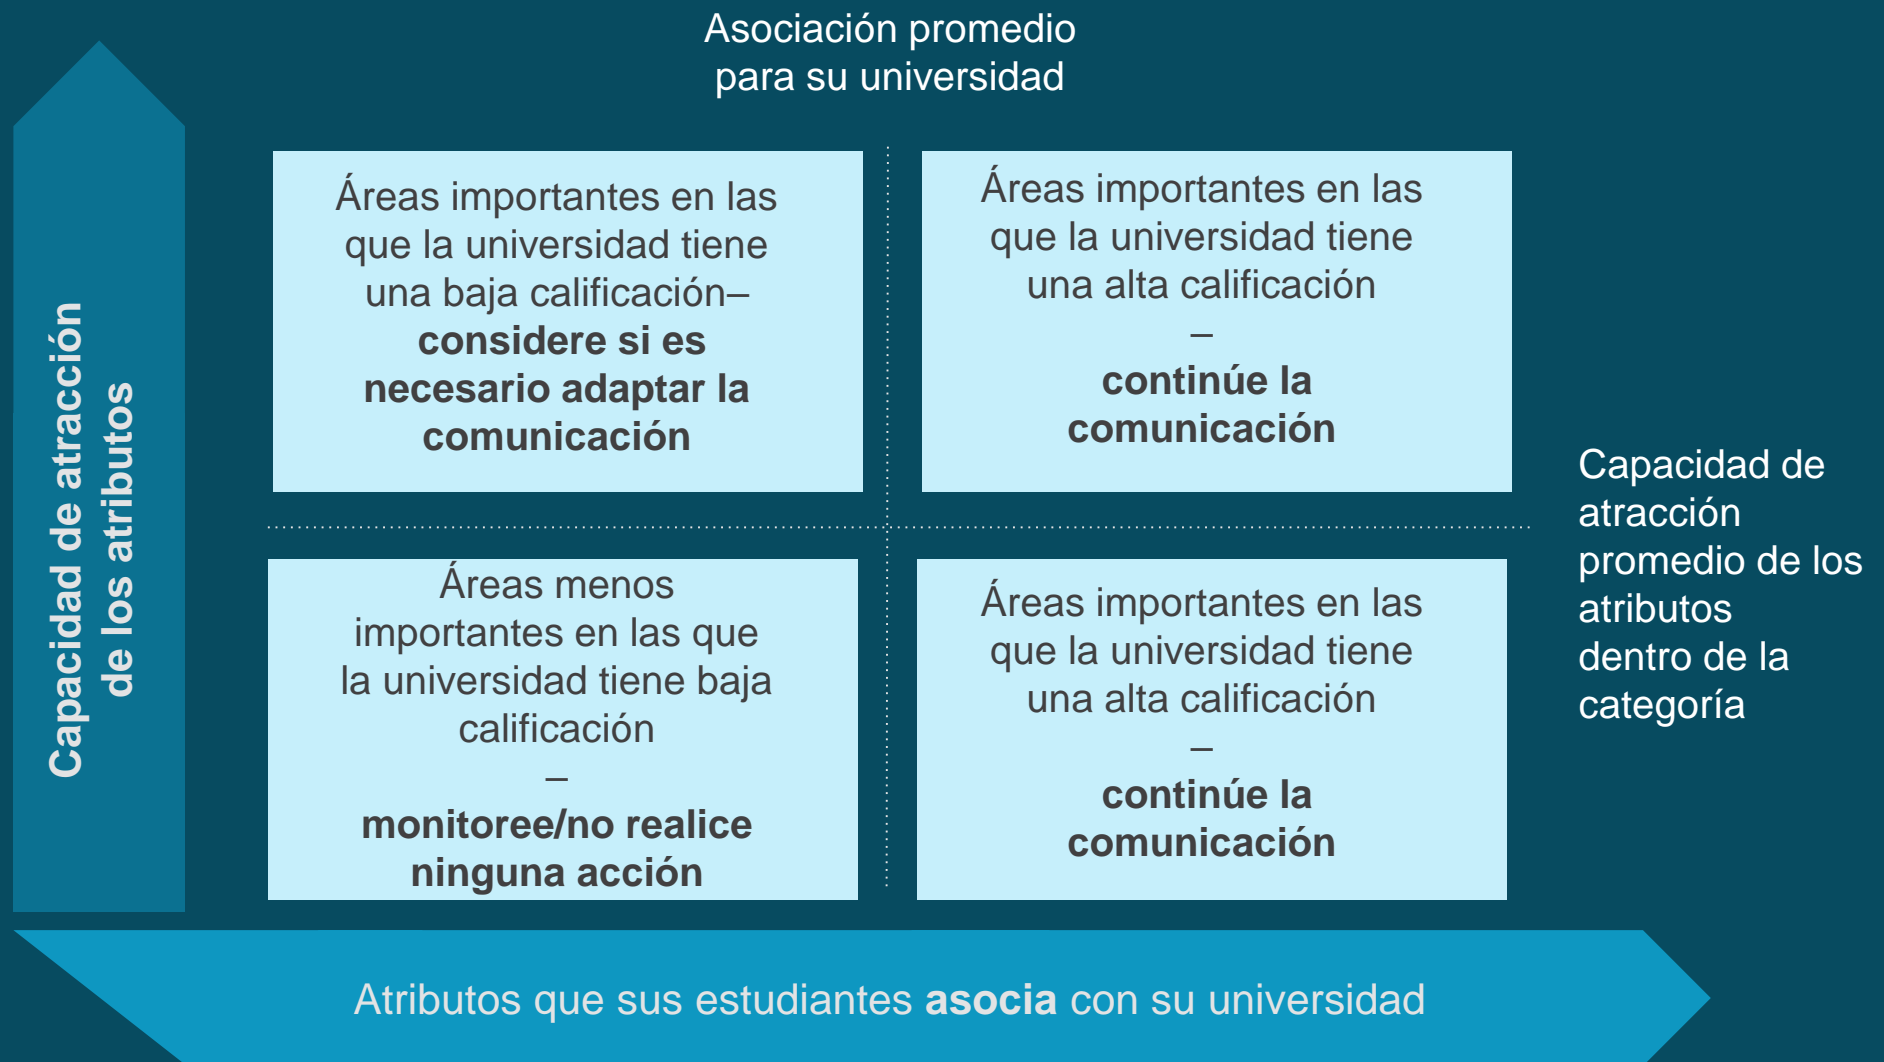 Asociación promedio
para su universidad
Capacidad de atracción
de los atributos
Áreas importantes en las
que la universidad tiene
una baja calificación–
considere si es
necesario adaptar la
comunicación
Áreas importantes en las
que la universidad tiene
una alta calificación
–
continúe la
comunicación
Capacidad de
atracción
promedio de los
atributos
dentro de la
categoría
Áreas menos
importantes en las que
la universidad tiene baja
calificación
–
monitoree/no realice
ninguna acción
Áreas importantes en las
que la universidad tiene
una alta calificación
–
continúe la
comunicación
Atributos que sus estudiantes asocia con su universidad